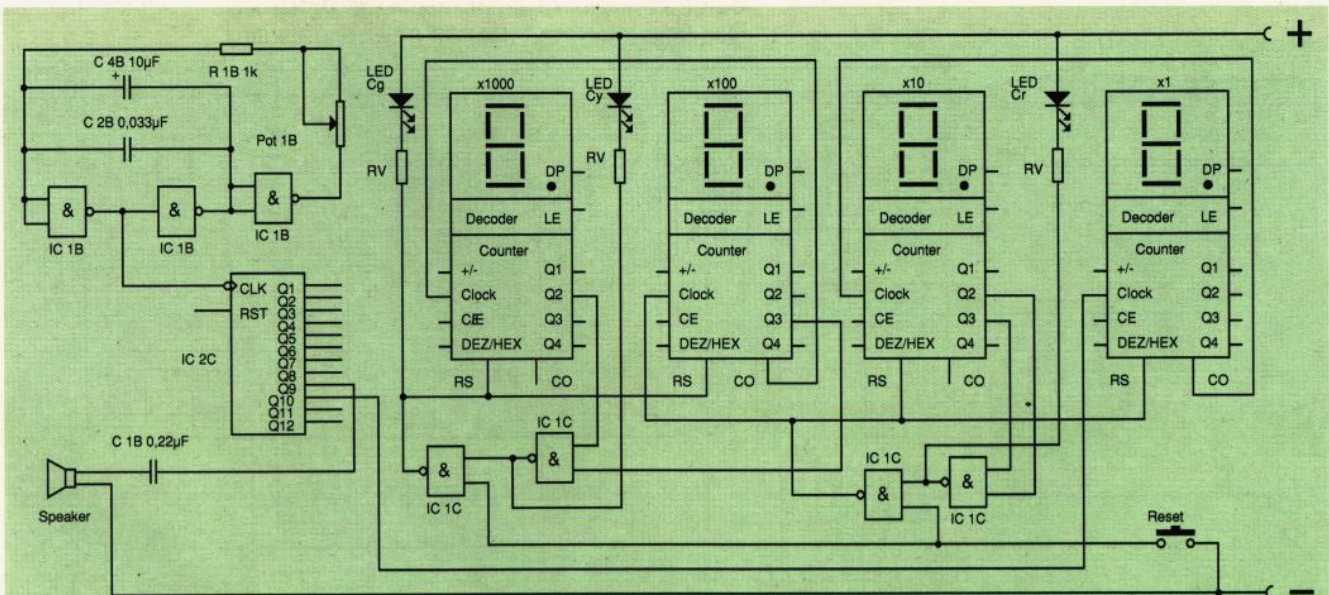 C 4B 10µF
+
R 1B 1k
C 2B 0,033µF
Pot 1B
&
IC 1B
&
IC 1B
&
IC 1B
CLK
RST
IC 2C
Q1
Q2
Q3
Q4
Q5
Q6
Q7
Q8
Q9
Q10
Q11
Q12
C 1B 0,22µF
Speaker
LED
Cg
RV
x1000
DP
Decoder LE
Counter
+/- Q1
Clock Q2
CE Q3
DEZ/HEX Q4
RS CO
LED
Cy
RV
x100
DP
Decoder LE
Counter
+/- Q1
Clock Q2
CE Q3
DEZ/HEX Q4
RS CO
x10
DP
Decoder LE
Counter
+/- Q1
Clock Q2
CE Q3
DEZ/HEX Q4
RS CO
LED
Cr
RV
x1
DP
Decoder LE
Counter
+/- Q1
Clock Q2
CE Q3
DEZ/HEX Q4
RS CO
IC 1C
&
&
IC 1C
IC 1C
&
&
IC 1C
Reset
+
−